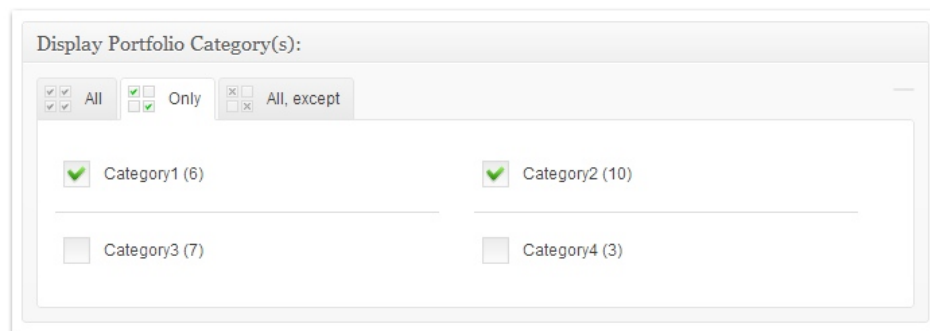 Display Portfolio Category(s):
All Only All, except
Category1 (6) Category2 (10)
Category3 (7) Category4 (3)